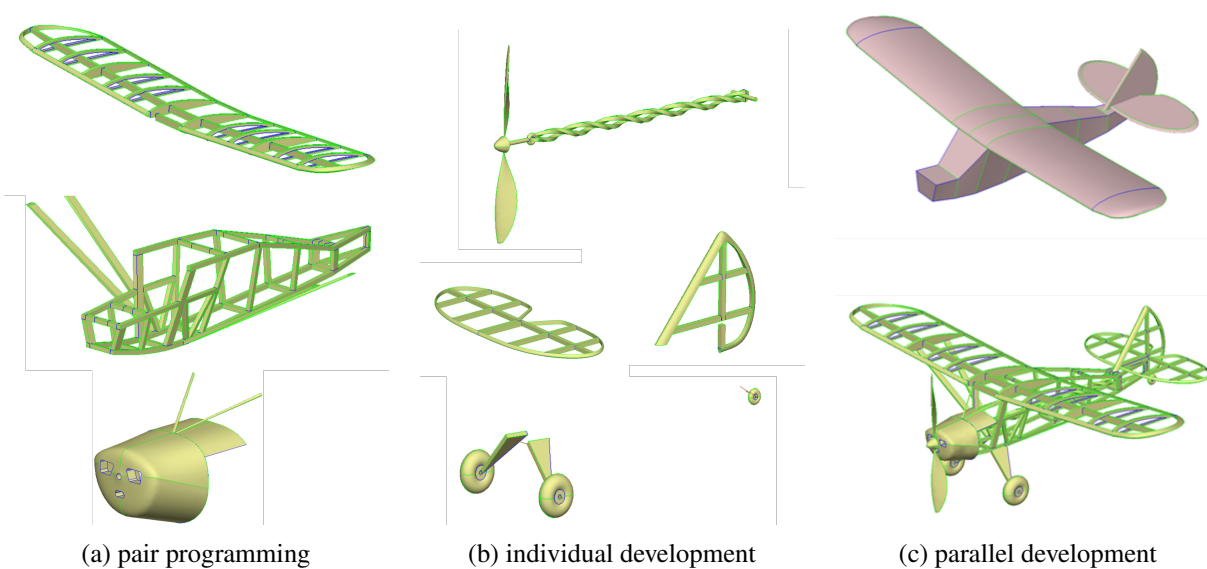 (a) pair programming
(b) individual development
(c) parallel development